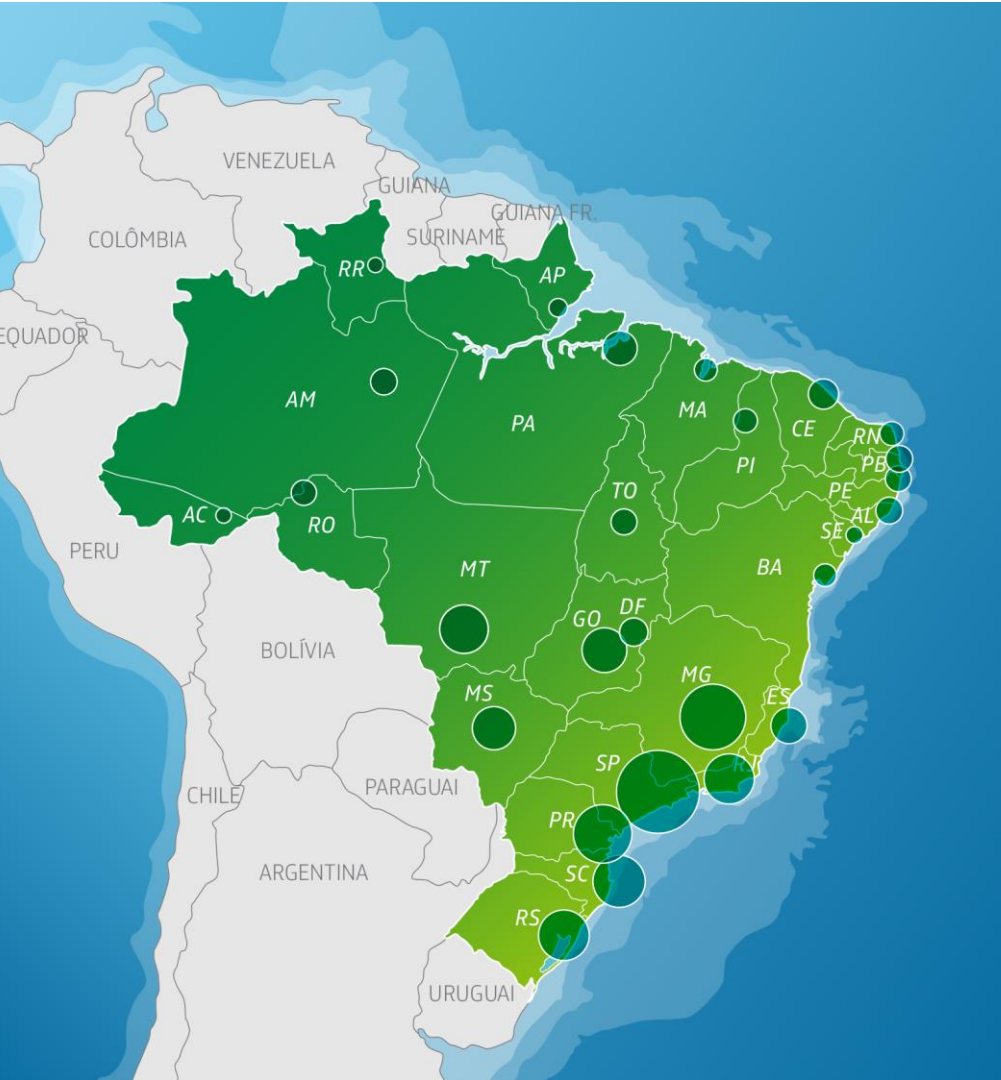 VENEZUELA
GUIANA
GUIANA FR.
COLÔMBIA
SURINAME
RR
AP
EQUADOR
AM
MA
PA
CE
RN
PI
PB
TO
PE
AC
AL
RO
SE
PERU
MT
BA
DF
GO
BOLÍVIA
MG
MS
ES
SP
RJ
PARAGUAI
CHILE
PR
ARGENTINA
SC
RS
URUGUAI